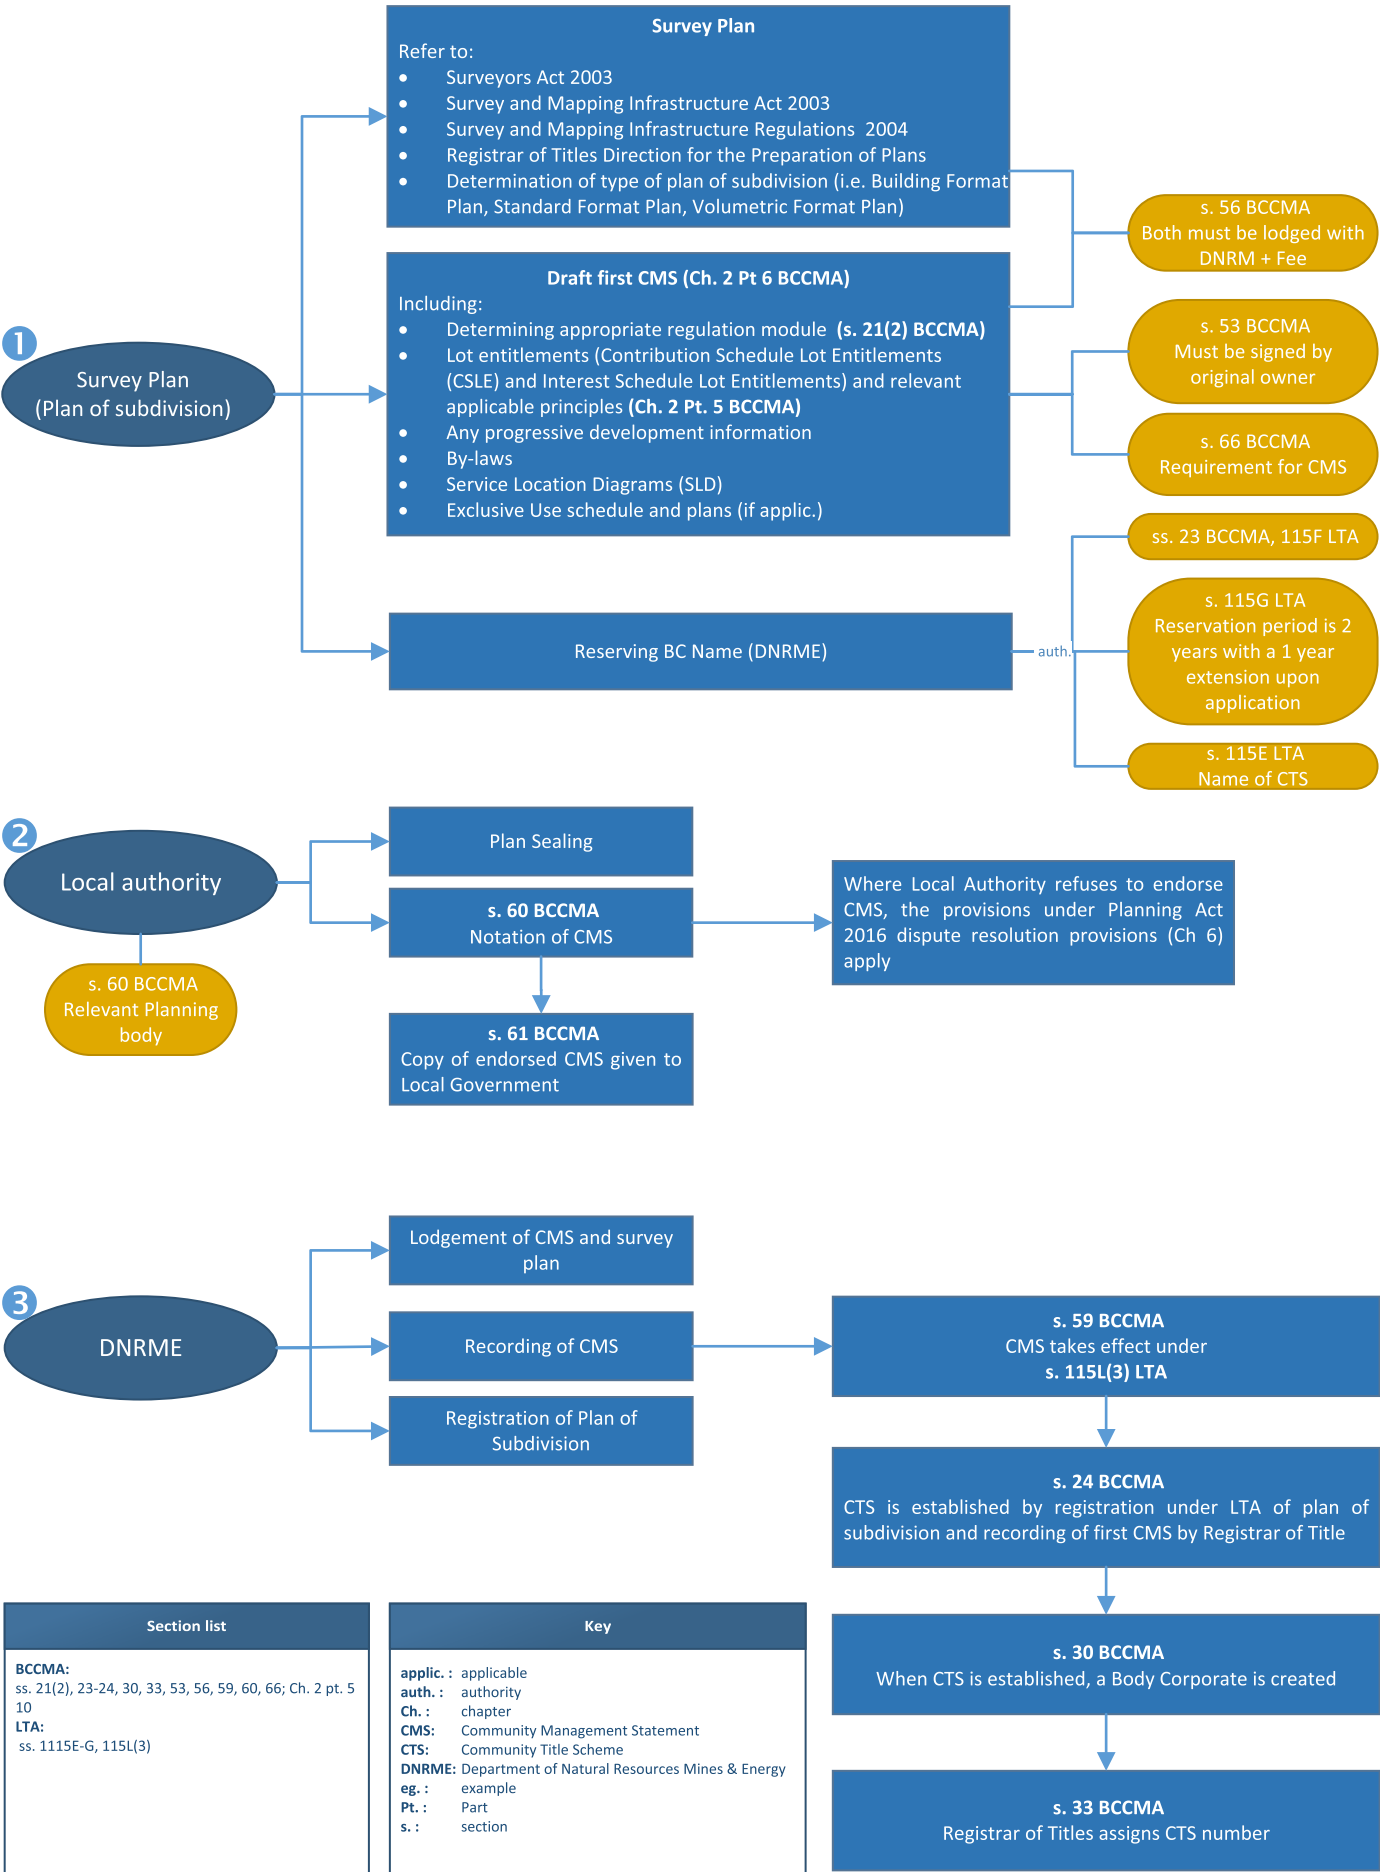 Survey Plan
Refer to:
• Surveyors Act 2003
• Survey and Mapping Infrastructure Act 2003
• Survey and Mapping Infrastructure Regulations 2004
• Registrar of Titles Direction for the Preparation of Plans
• Determination of type of plan of subdivision (i.e. Building Format
Plan, Standard Format Plan, Volumetric Format Plan)
s. 56 BCCMA
Both must be lodged with
DNRM + Fee
1
Survey Plan
(Plan of subdivision)
Draft first CMS (Ch. 2 Pt 6 BCCMA)
Including:
• Determining appropriate regulation module (s. 21(2) BCCMA)
• Lot entitlements (Contribution Schedule Lot Entitlements
(CSLE) and Interest Schedule Lot Entitlements) and relevant
applicable principles (Ch. 2 Pt. 5 BCCMA)
• Any progressive development information
• By-laws
• Service Location Diagrams (SLD)
• Exclusive Use schedule and plans (if applic.)
s. 53 BCCMA
Must be signed by
original owner
s. 66 BCCMA
Requirement for CMS
Reserving BC Name (DNRME)
auth.
ss. 23 BCCMA, 115F LTA
s. 115G LTA
Reservation period is 2
years with a 1 year
extension upon
application
s. 115E LTA
Name of CTS
2
Local authority
s. 60 BCCMA
Relevant Planning
body
Plan Sealing
s. 60 BCCMA
Notation of CMS
Where Local Authority refuses to endorse
CMS, the provisions under Planning Act
2016 dispute resolution provisions (Ch 6)
apply
s. 61 BCCMA
Copy of endorsed CMS given to
Local Government
3
DNRME
Lodgement of CMS and survey
plan
Recording of CMS
Registration of Plan of
Subdivision
s. 59 BCCMA
CMS takes effect under
s. 115L(3) LTA
s. 24 BCCMA
CTS is established by registration under LTA of plan of
subdivision and recording of first CMS by Registrar of Title
s. 30 BCCMA
When CTS is established, a Body Corporate is created
s. 33 BCCMA
Registrar of Titles assigns CTS number
Section list
BCCMA:
ss. 21(2), 23-24, 30, 33, 53, 56, 59, 60, 66; Ch. 2 pt. 5
10
LTA:
ss. 1115E-G, 115L(3)
Key
applic. : applicable
auth. : authority
Ch. : chapter
CMS: Community Management Statement
CTS: Community Title Scheme
DNRME: Department of Natural Resources Mines & Energy
eg. : example
Pt. : Part
s. : section